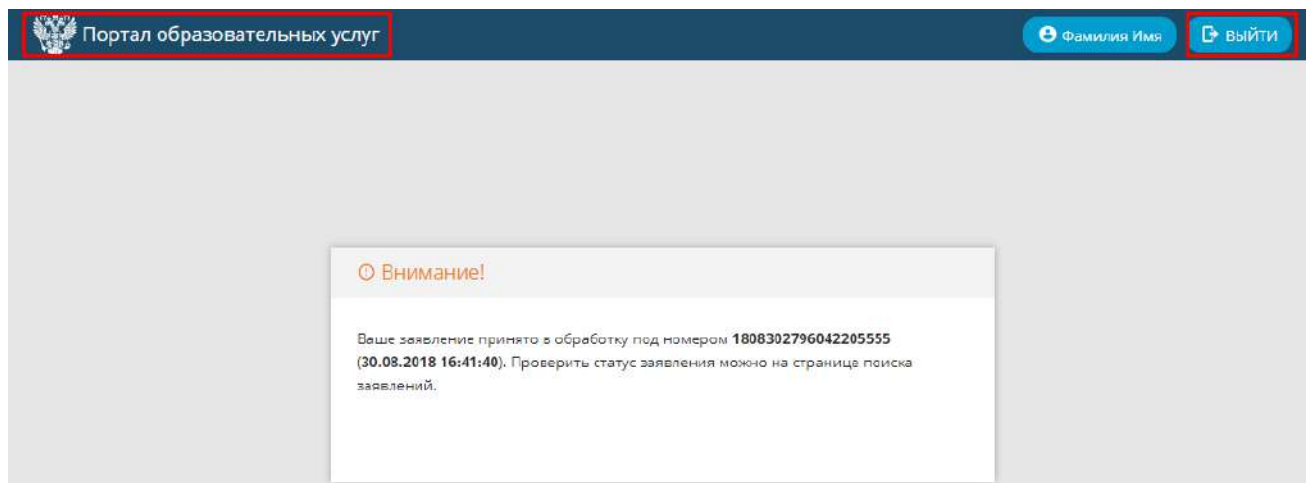 Портал образовательных услуг
Фамилия Имя
ВЫЙТИ
Внимание!
Ваше заявление принято в обработку под номером 1808302796042205555
(30.08.2018 16:41:40). Проверить статус заявления можно на странице поиска
заявлений.